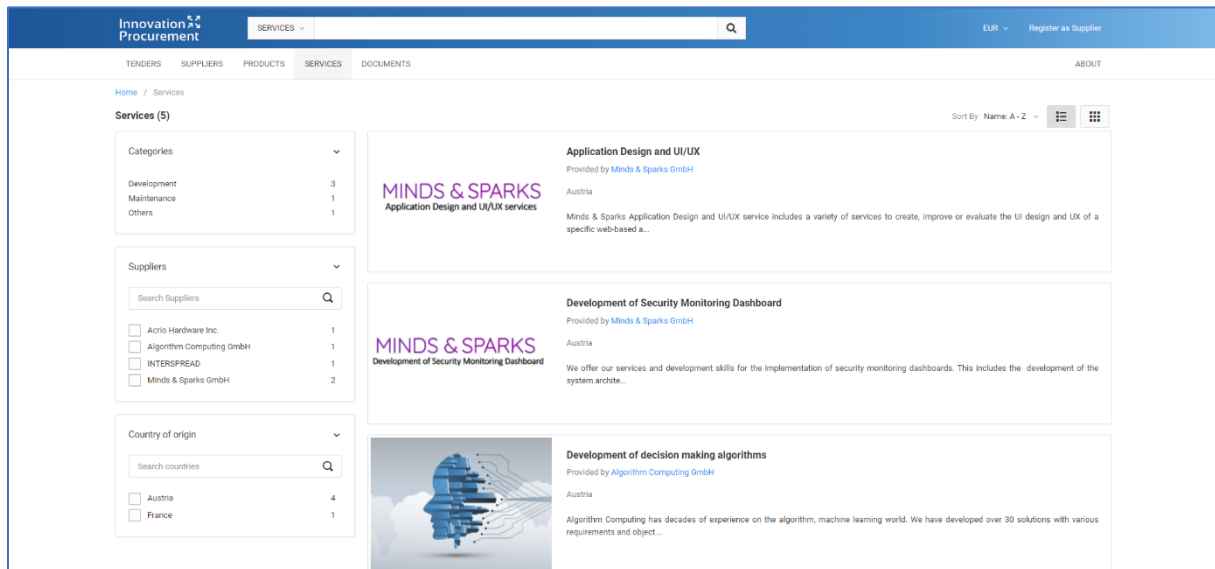 Innovation
Procurement
SERVICES
EUR
Register as Supplier
TENDERS SUPPLIERS PRODUCTS SERVICES DOCUMENTS ABOUT
Home / Services
Services (5)
Sort By Name: A - Z
Categories
Development 3
Maintenance 1
Others 1
Suppliers
Search Suppliers
Acrio Hardware Inc. 1
Algorithm Computing GmbH 1
INTERSPREAD 1
Minds & Sparks GmbH 2
Country of origin
Search countries
Austria 4
France 1
MINDS & SPARKS
Application Design and UI/UX services
Application Design and UI/UX
Provided by Minds & Sparks GmbH
Austria
Minds & Sparks Application Design and UI/UX service includes a variety of services to create, improve or evaluate the UI design and UX of a
specific web-based a...
MINDS & SPARKS
Development of Security Monitoring Dashboard
Development of Security Monitoring Dashboard
Provided by Minds & Sparks GmbH
Austria
We offer our services and development skills for the implementation of security monitoring dashboards. This includes the development of the
system archite...
Development of decision making algorithms
Provided by Algorithm Computing GmbH
Austria
Algorithm Computing has decades of experience on the algorithm, machine learning world. We have developed over 30 solutions with various
requirements and object...